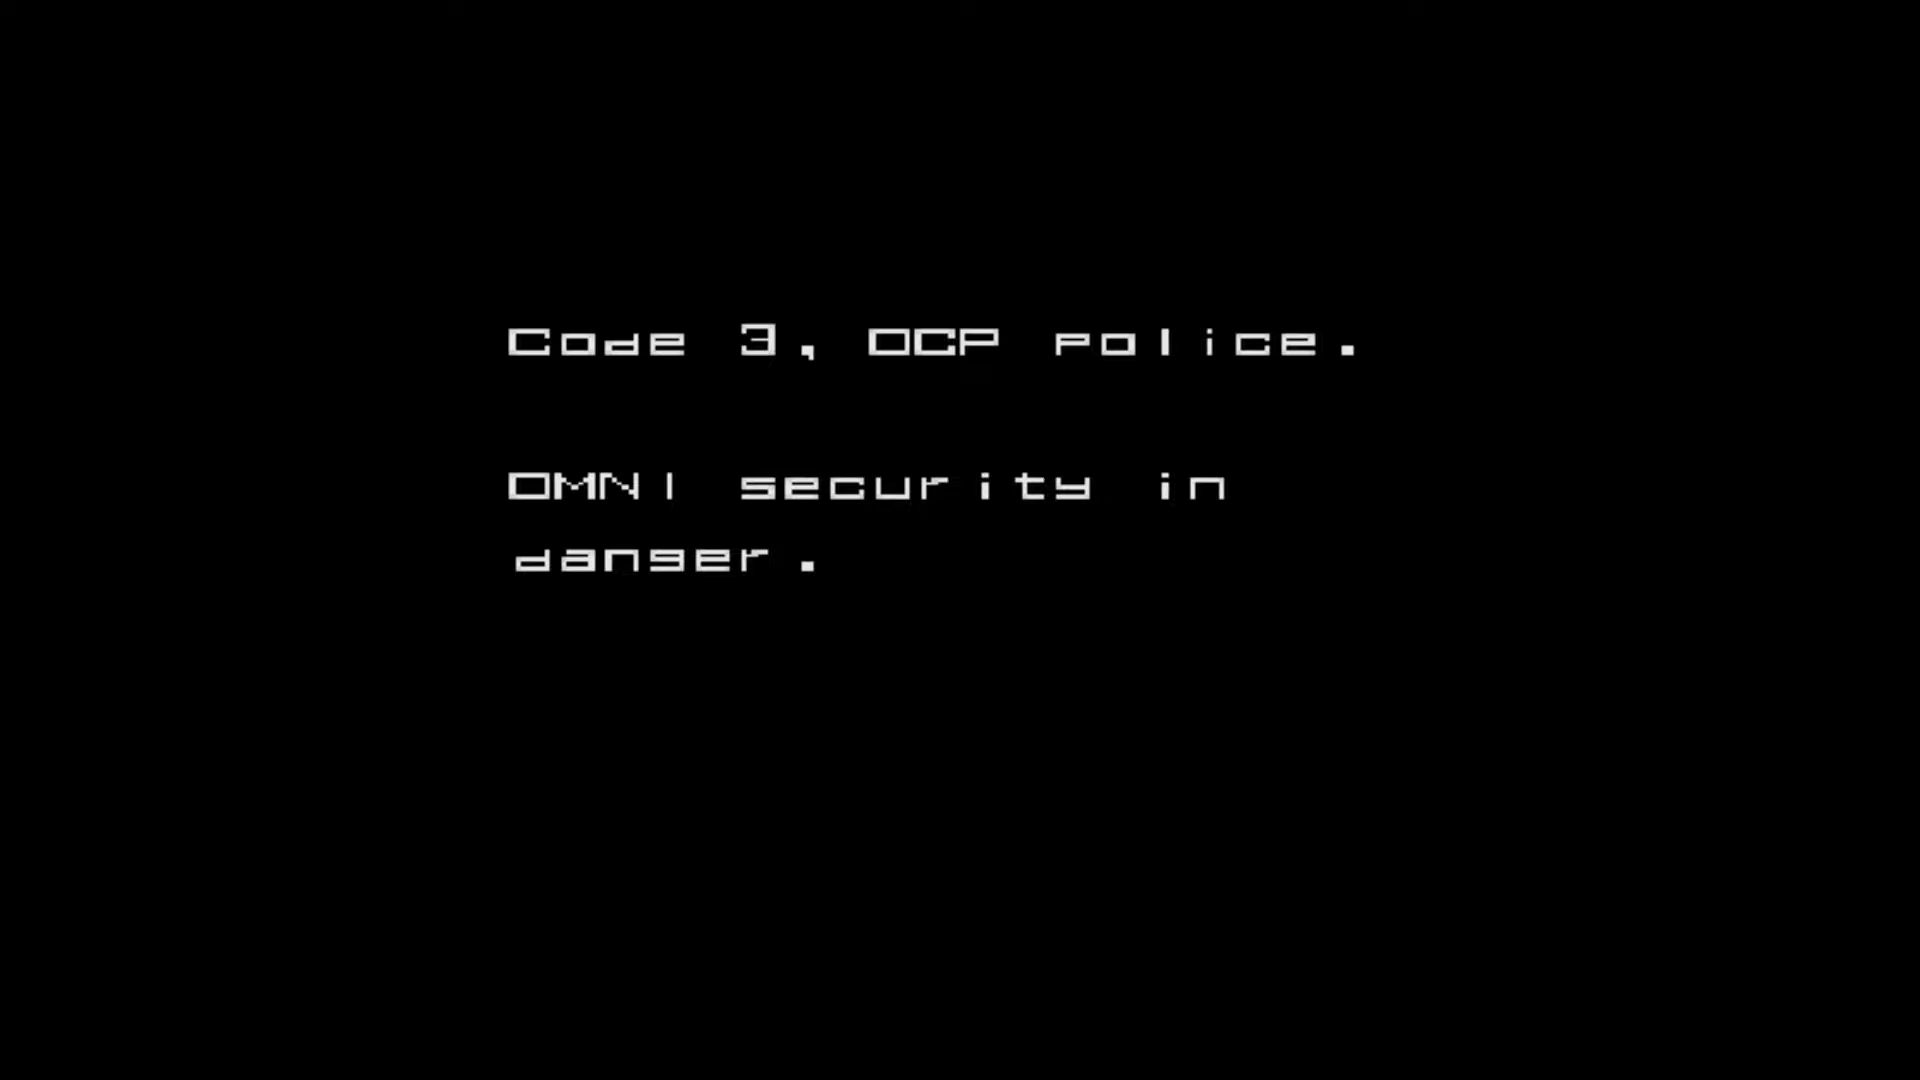 Code 3, OCP police.
OMNI security in
danger.